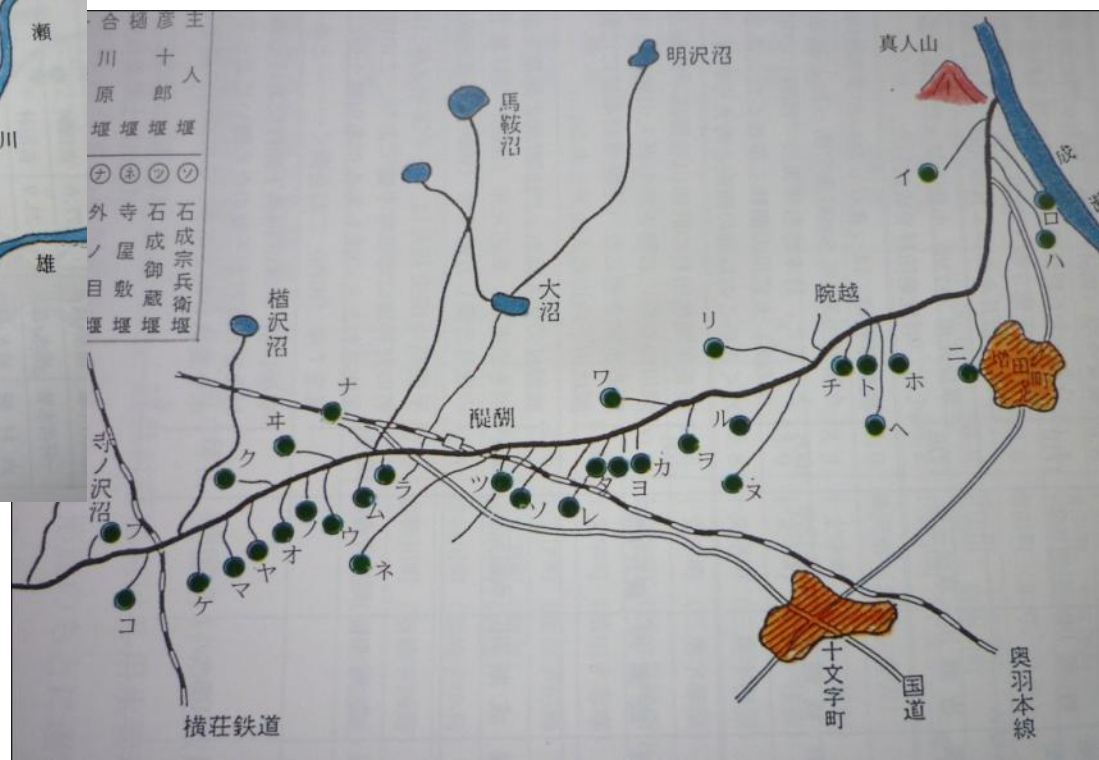 瀬
川
雄
主人堰
彦十郎堰
樋堰
合川原堰
ソ 石成宗兵衛堰
ツ 石成御蔵堰
ネ 寺屋敷堰
ナ 外ノ目堰
真人山
成
明沢沼
馬鞍沼
大沼
楢沢沼
寺ノ沢沼
腕越
醍醐
イ
ロ
ハ
ニ
ホ
ヘ
ト
チ
リ
ヌ
ル
ヲ
ワ
カ
ヨ
タ
レ
ソ
ツ
ネ
ナ
ラ
ム
ウ
ヰ
ノ
オ
ク
ヤ
マ
ケ
フ
コ
十文字町
国道
奥羽本線
横荘鉄道